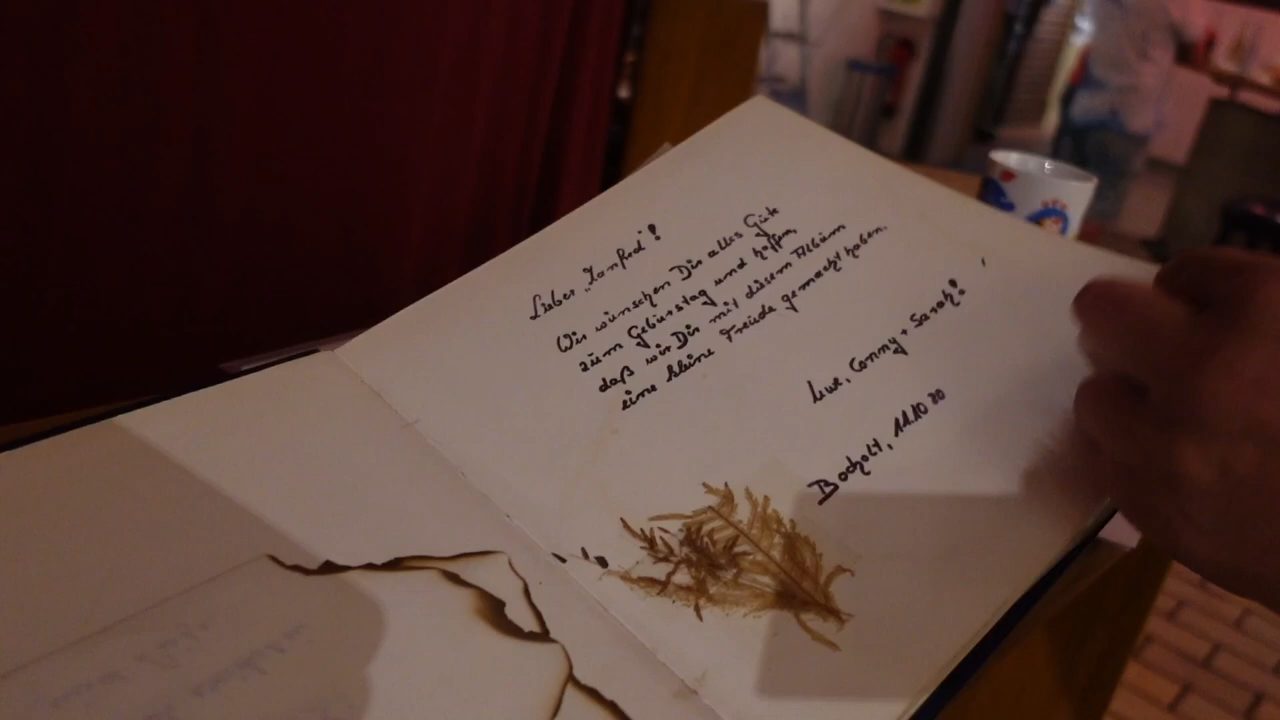 Lieber "Manfred"!
Wir wünschen Dir alles Gute
zum Geburtstag und hoffen,
daß wir Dir mit diesem Album
eine kleine Freude gemacht haben.
Uwe, Conny + Sarah!
Bocholt, 11.10.80